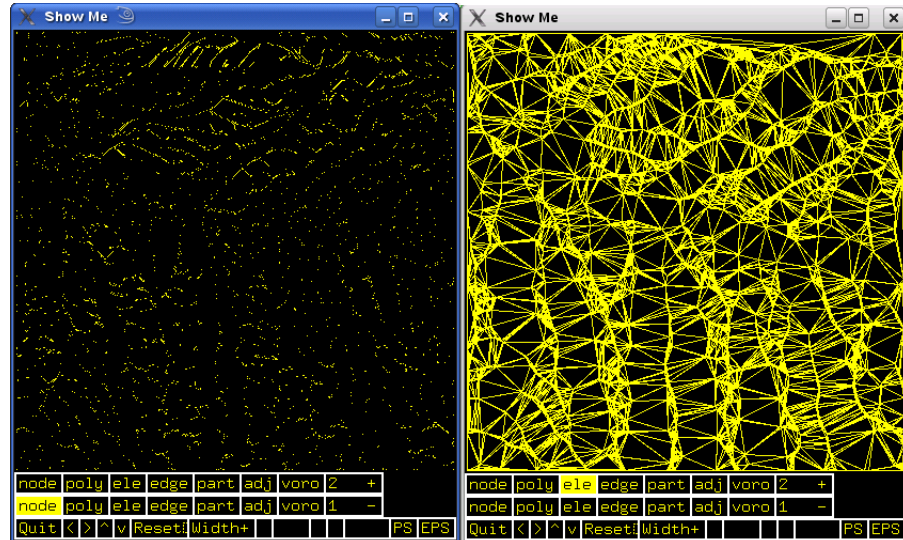 Show Me
node poly ele edge part adj voro 2 +
node poly ele edge part adj voro 1 -
Quit < > ^ v Reset Width+ PS EPS
Show Me
node poly ele edge part adj voro 2 +
node poly ele edge part adj voro 1 -
Quit < > ^ v Reset Width+ PS EPS